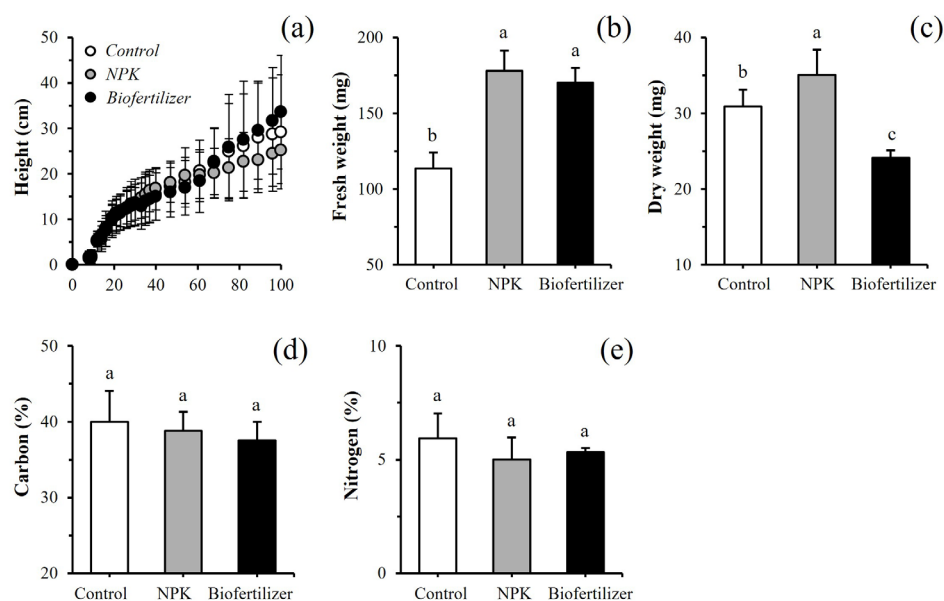 (a)
Height (cm)
50
40
30
20
10
0
Control
NPK
Biofertilizer
0 20 40 60 80 100
(b)
Fresh weight (mg)
200
150
100
50
b
a
a
Control NPK Biofertilizer
(c)
Dry weight (mg)
40
30
20
10
b
a
c
Control NPK Biofertilizer
(d)
Carbon (%)
50
40
30
20
a
a
a
Control NPK Biofertilizer
(e)
Nitrogen (%)
10
5
0
a
a
a
Control NPK Biofertilizer